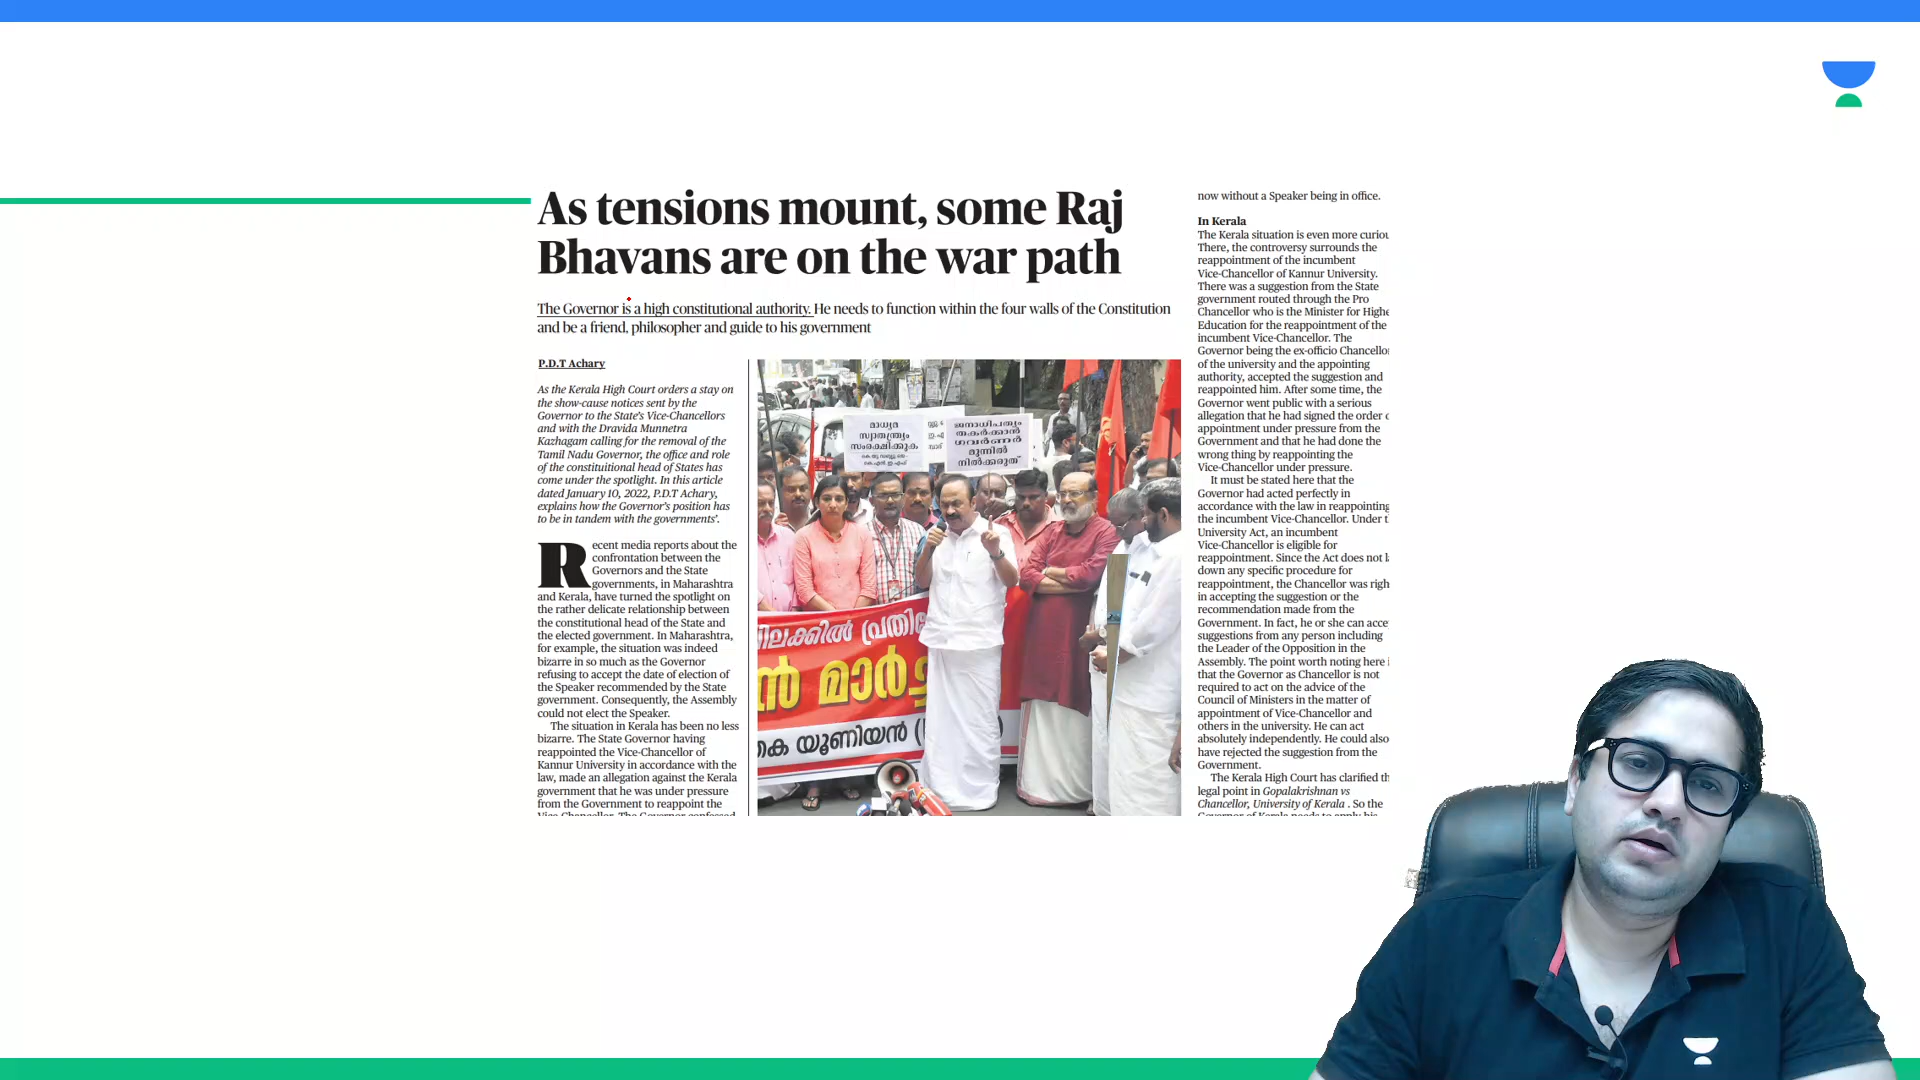 As tensions mount, some Raj
Bhavans are on the war path
The Governor is a high constitutional authority. He needs to function within the four walls of the Constitution
and be a friend, philosopher and guide to his government
P.D.T Achary
As the Kerala High Court orders a stay on
the show-cause notices sent by the
Governor to the State's Vice-Chancellors
and with the Dravida Munnetra
Kazhagam calling for the removal of the
Tamil Nadu Governor, the office and role
of the constituitional head of States has
come under the spotlight. In this article
dated January 10, 2022, P.D.T Achary,
explains how the Governor's position has
to be in tandem with the governments'.
Recent media reports about the
confrontation between the
Governors and the State
governments, in Maharashtra
and Kerala, have turned the spotlight on
the rather delicate relationship between
the constitutional head of the State and
the elected government. In Maharashtra,
for example, the situation was indeed
bizarre in so much as the Governor
refusing to accept the date of election of
the Speaker recommended by the State
government. Consequently, the Assembly
could not elect the Speaker.
The situation in Kerala has been no less
bizarre. The State Governor having
reappointed the Vice-Chancellor of
Kannur University in accordance with the
law, made an allegation against the Kerala
government that he was under pressure
from the Government to reappoint the
മാധ്യമ
സ്വാതന്ത്ര്യം
സംരക്ഷിക്കുക
ജനാധിപത്യം
തകർക്കാൻ
ഗവർണർ
മുന്നിൽ
നിൽക്കരുത്
ിലക്കിൽ പ്രതി
ൻ മാർച്ച
കെ യൂണിയൻ (
now without a Speaker being in office.
In Kerala
The Kerala situation is even more curiou
There, the controversy surrounds the
reappointment of the incumbent
Vice-Chancellor of Kannur University.
There was a suggestion from the State
government routed through the Pro
Chancellor who is the Minister for Highe
Education for the reappointment of the
incumbent Vice-Chancellor. The
Governor being the ex-officio Chancellor
of the university and the appointing
authority, accepted the suggestion and
reappointed him. After some time, the
Governor went public with a serious
allegation that he had signed the order o
appointment under pressure from the
Government and that he had done the
wrong thing by reappointing the
Vice-Chancellor under pressure.
It must be stated here that the
Governor had acted perfectly in
accordance with the law in reappointing
the incumbent Vice-Chancellor. Under t
University Act, an incumbent
Vice-Chancellor is eligible for
reappointment. Since the Act does not l
down any specific procedure for
reappointment, the Chancellor was righ
in accepting the suggestion or the
recommendation made from the
Government. In fact, he or she can acce
suggestions from any person including
the Leader of the Opposition in the
Assembly. The point worth noting here i
that the Governor as Chancellor is not
required to act on the advice of the
Council of Ministers in the matter of
appointment of Vice-Chancellor and
others in the university. He can act
absolutely independently. He could also
have rejected the suggestion from the
Government.
The Kerala High Court has clarified th
legal point in Gopalakrishnan vs
Chancellor, University of Kerala . So the